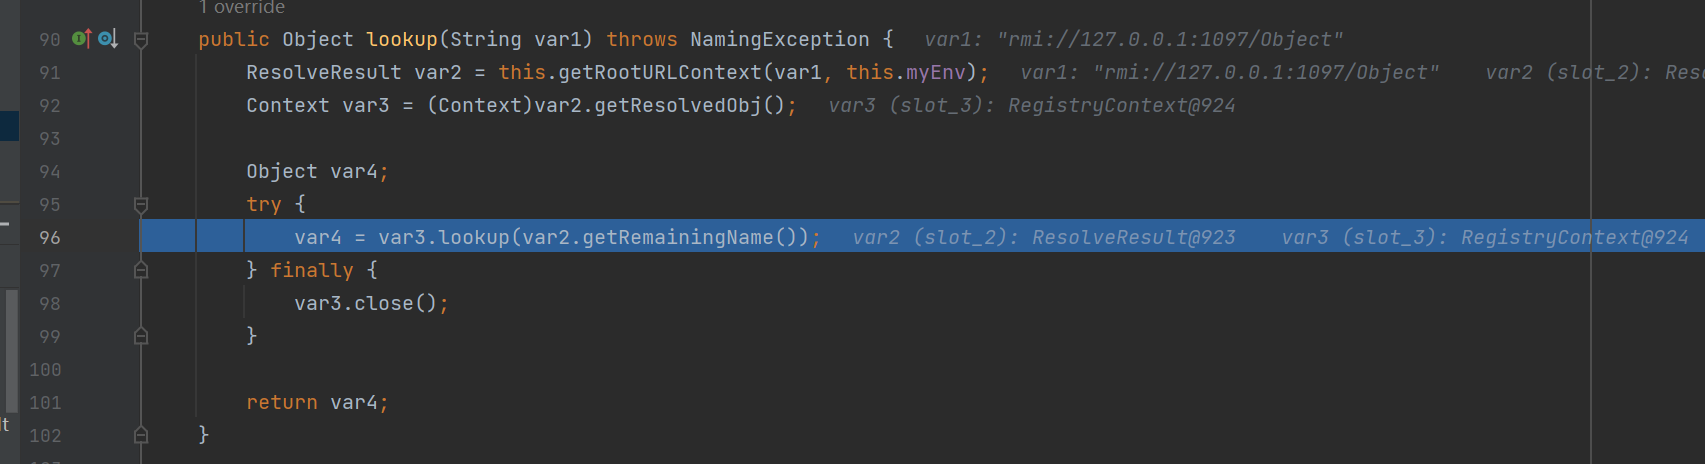 1 override
90 public Object lookup(String var1) throws NamingException { var1: "rmi://127.0.0.1:1097/Object"
91 ResolveResult var2 = this.getRootURLContext(var1, this.myEnv); var1: "rmi://127.0.0.1:1097/Object" var2 (slot_2): Reso
92 Context var3 = (Context)var2.getResolvedObj(); var3 (slot_3): RegistryContext@924
93
94 Object var4;
95 try {
96 var4 = var3.lookup(var2.getRemainingName()); var2 (slot_2): ResolveResult@923 var3 (slot_3): RegistryContext@924
97 } finally {
98 var3.close();
99 }
100
101 return var4;
lt
102 }